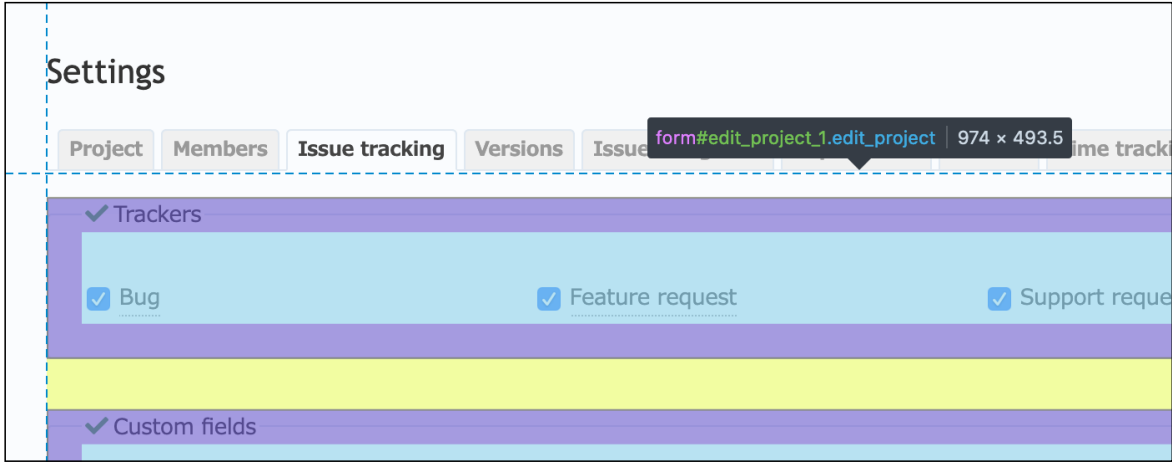 Settings
Project Members Issue tracking Versions Issue form#edit_project_1.edit_project 974 × 493.5
Trackers
Bug Feature request Support
Custom fields